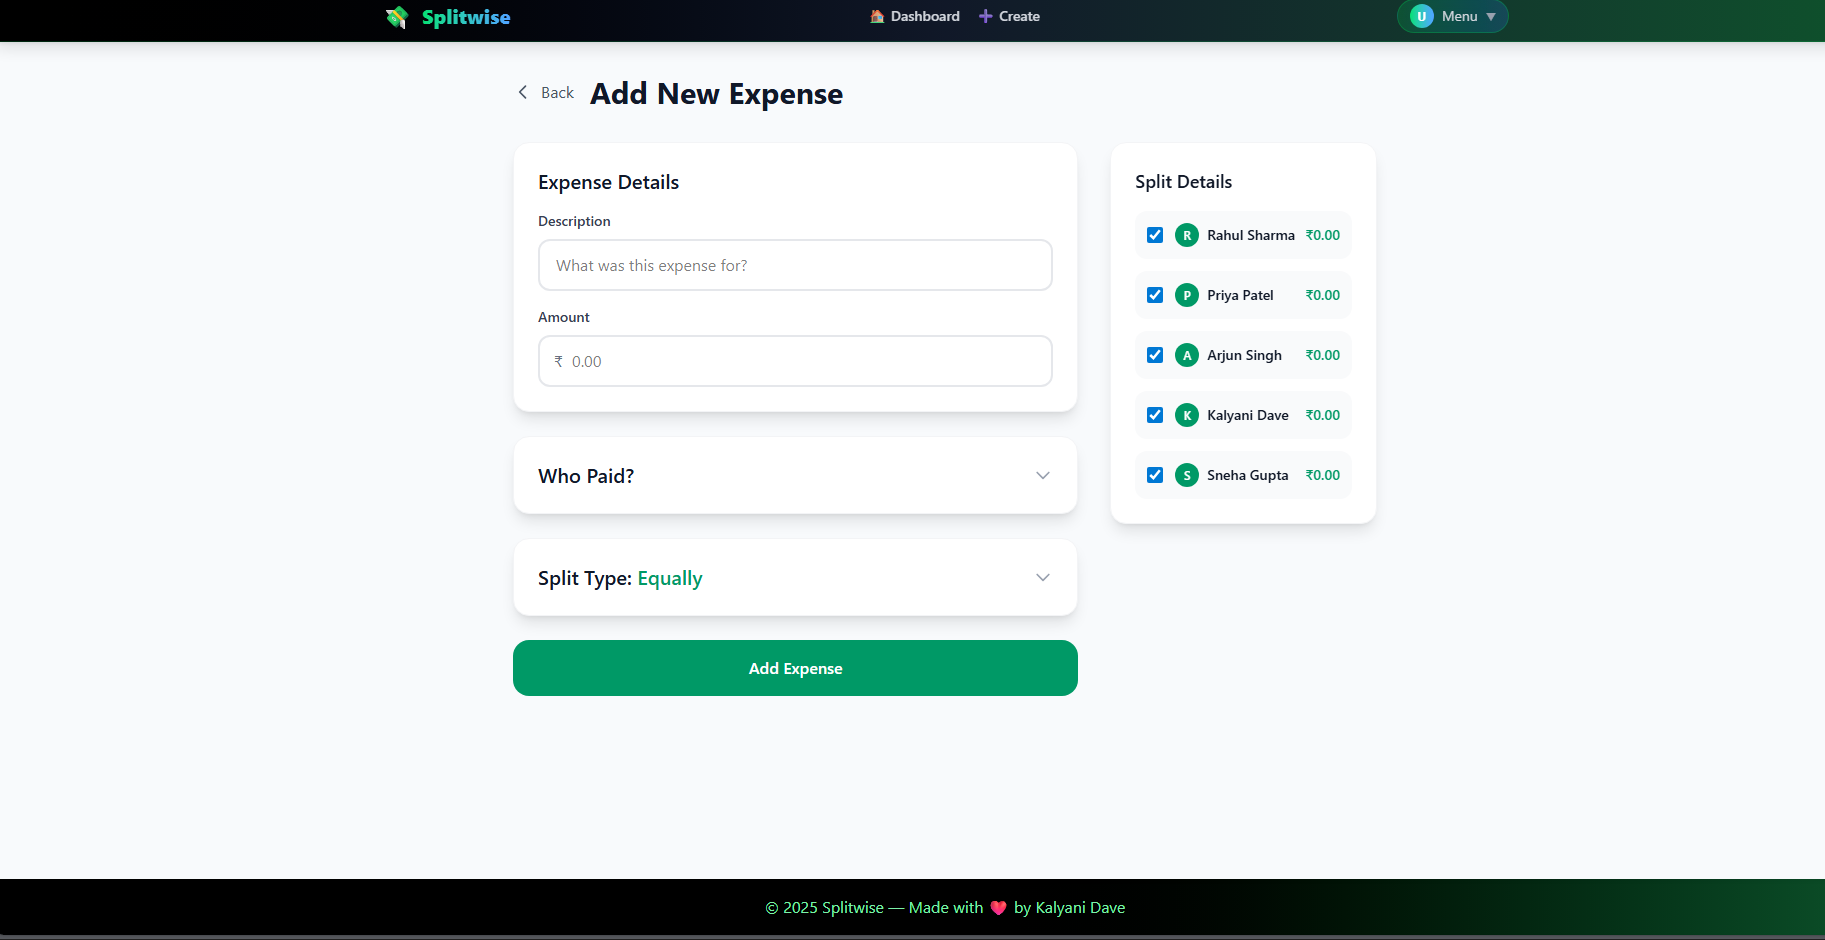 Splitwise
Dashboard
Create
U Menu ▼
Back
Add New Expense
Expense Details
Description
What was this expense for?
Amount
₹ 0.00
Who Paid?
Split Type: Equally
Add Expense
Split Details
R Rahul Sharma ₹0.00
P Priya Patel ₹0.00
A Arjun Singh ₹0.00
K Kalyani Dave ₹0.00
S Sneha Gupta ₹0.00
© 2025 Splitwise — Made with ❤️ by Kalyani Dave